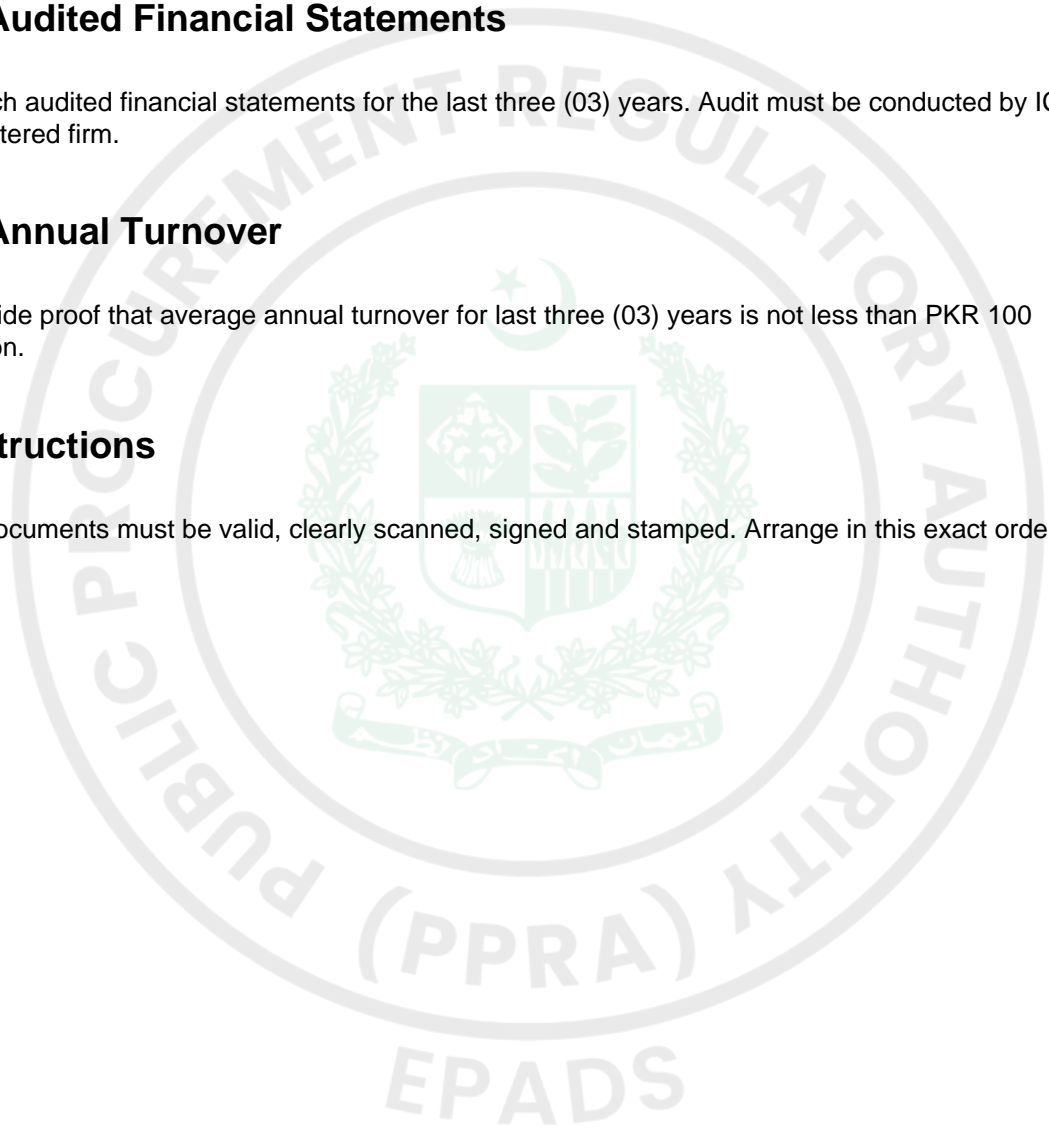 Audited Financial Statements
ch audited financial statements for the last three (03) years. Audit must be conducted by IC
tered firm.
Annual Turnover
ide proof that average annual turnover for last three (03) years is not less than PKR 100
on.
tructions
ocuments must be valid, clearly scanned, signed and stamped. Arrange in this exact orde
PUBLIC PROCUREMENT REGULATORY AUTHORITY
(PPRA)
EPADS